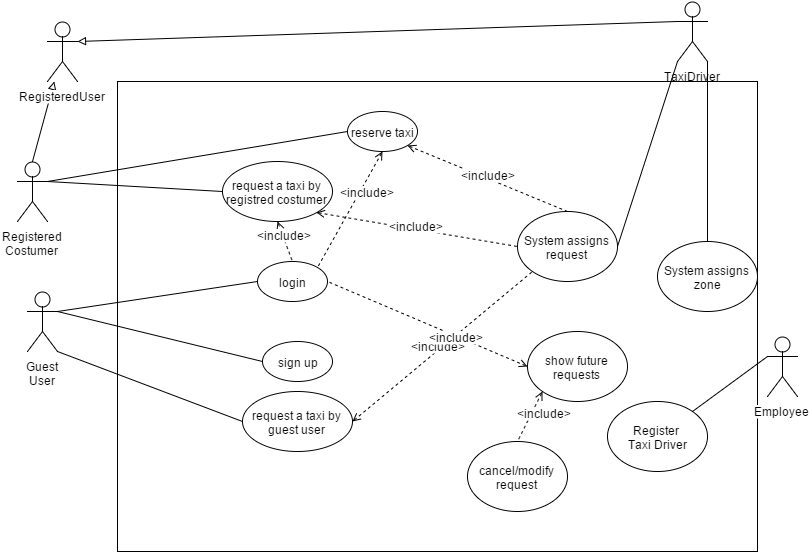 TaxiDriver
RegisteredUser
reserve taxi
<include>
request a taxi by
registred costumer
<include>
<include>
<include>
Registered
Costumer
System assigns
request
System assigns
zone
login
<include>
<include>
Guest
User
sign up
show future
requests
request a taxi by
guest user
<include>
Employee
Register
Taxi Driver
cancel/modify
request